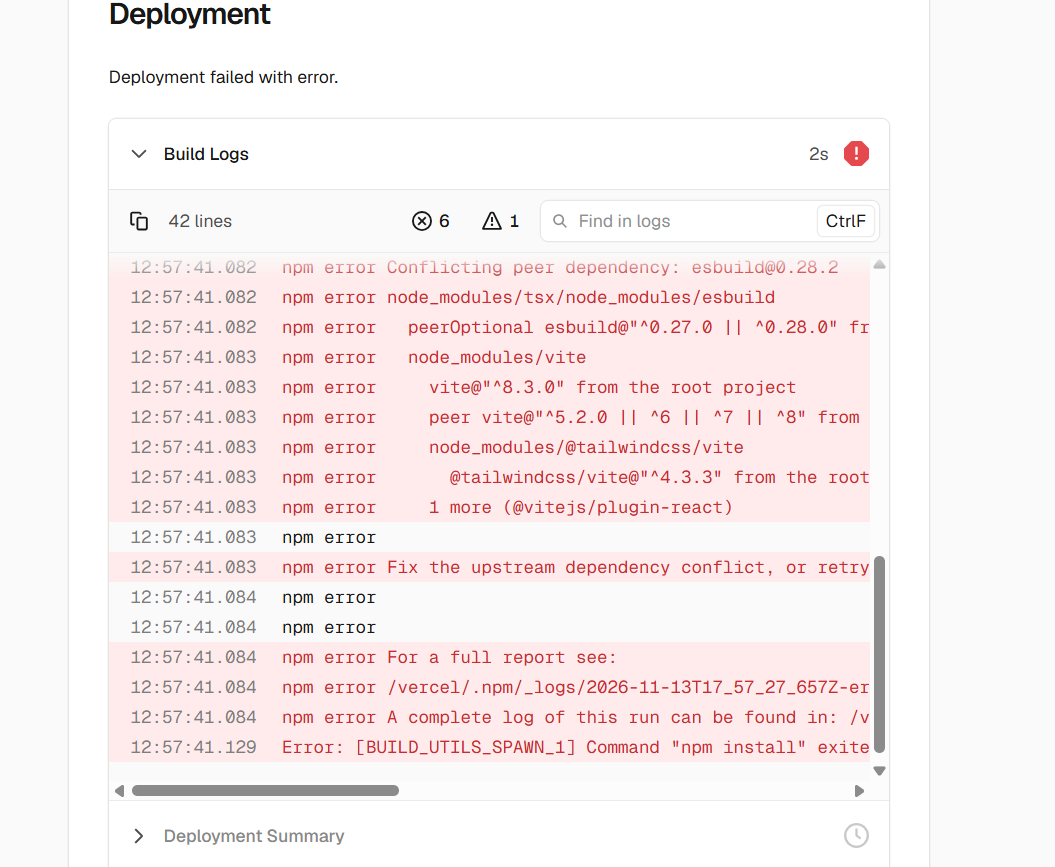 Deployment
Deployment failed with error.
Build Logs 2s
42 lines 6 1 Find in logs CtrlF
12:57:41.082 npm error Conflicting peer dependency: esbuild@0.28.2
12:57:41.082 npm error node_modules/tsx/node_modules/esbuild
12:57:41.082 npm error   peerOptional esbuild@"^0.27.0 || ^0.28.0" fr
12:57:41.083 npm error   node_modules/vite
12:57:41.083 npm error     vite@"^8.3.0" from the root project
12:57:41.083 npm error     peer vite@"^5.2.0 || ^6 || ^7 || ^8" from
12:57:41.083 npm error     node_modules/@tailwindcss/vite
12:57:41.083 npm error       @tailwindcss/vite@"^4.3.3" from the root
12:57:41.083 npm error     1 more (@vitejs/plugin-react)
12:57:41.083 npm error
12:57:41.083 npm error Fix the upstream dependency conflict, or retry
12:57:41.084 npm error
12:57:41.084 npm error
12:57:41.084 npm error For a full report see:
12:57:41.084 npm error /vercel/.npm/_logs/2026-11-13T17_57_27_657Z-er
12:57:41.084 npm error A complete log of this run can be found in: /v
12:57:41.129 Error: [BUILD_UTILS_SPAWN_1] Command "npm install" exite
Deployment Summary